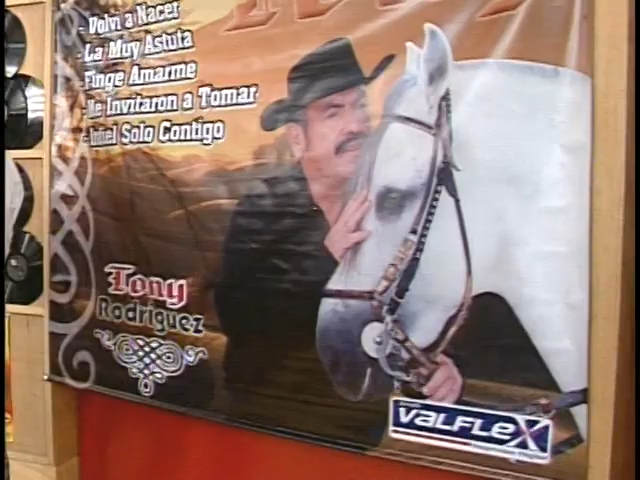 - Volvi a Nacer
- La Muy Astuta
- Finge Amarme
- Me Invitaron a Tomar
- Infiel Solo Contigo
Tony
Rodriguez
VALFLEX